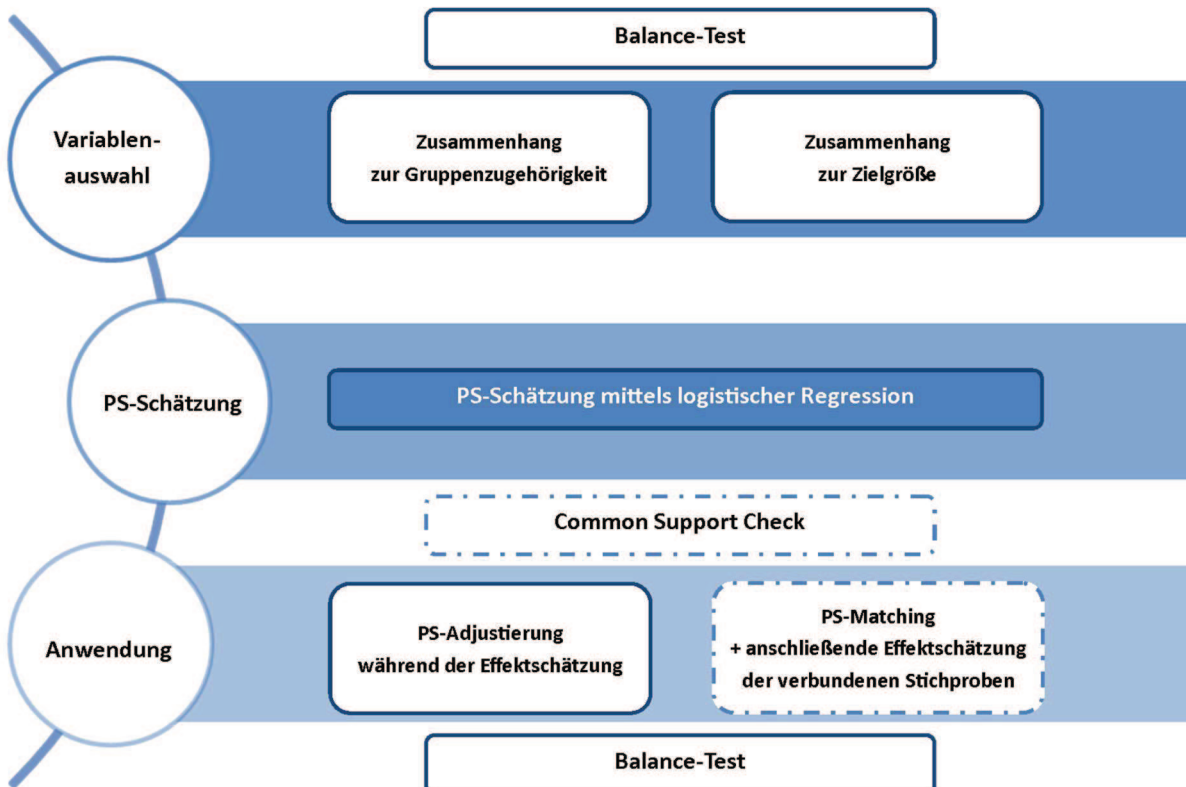 Balance-Test
Variablen-
auswahl
Zusammenhang
zur Gruppenzugehörigkeit
Zusammenhang
zur Zielgröße
PS-Schätzung
PS-Schätzung mittels logistischer Regression
Common Support Check
Anwendung
PS-Adjustierung
während der Effektschätzung
PS-Matching
+ anschließende Effektschätzung
der verbundenen Stichproben
Balance-Test